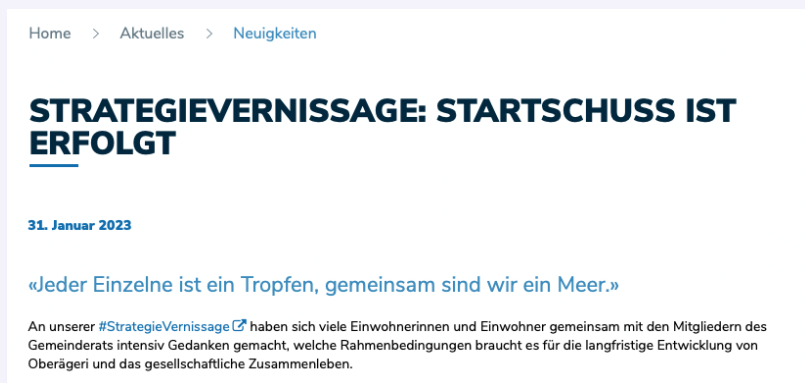 Home > Aktuelles > Neuigkeiten
STRATEGIEVERNISSAGE: STARTSCHUSS IST
ERFOLGT
31. Januar 2023
«Jeder Einzelne ist ein Tropfen, gemeinsam sind wir ein Meer.»
An unserer #StrategieVernissage haben sich viele Einwohnerinnen und Einwohner gemeinsam mit den Mitgliedern des
Gemeinderats intensiv Gedanken gemacht, welche Rahmenbedingungen braucht es für die langfristige Entwicklung von
Oberägeri und das gesellschaftliche Zusammenleben.